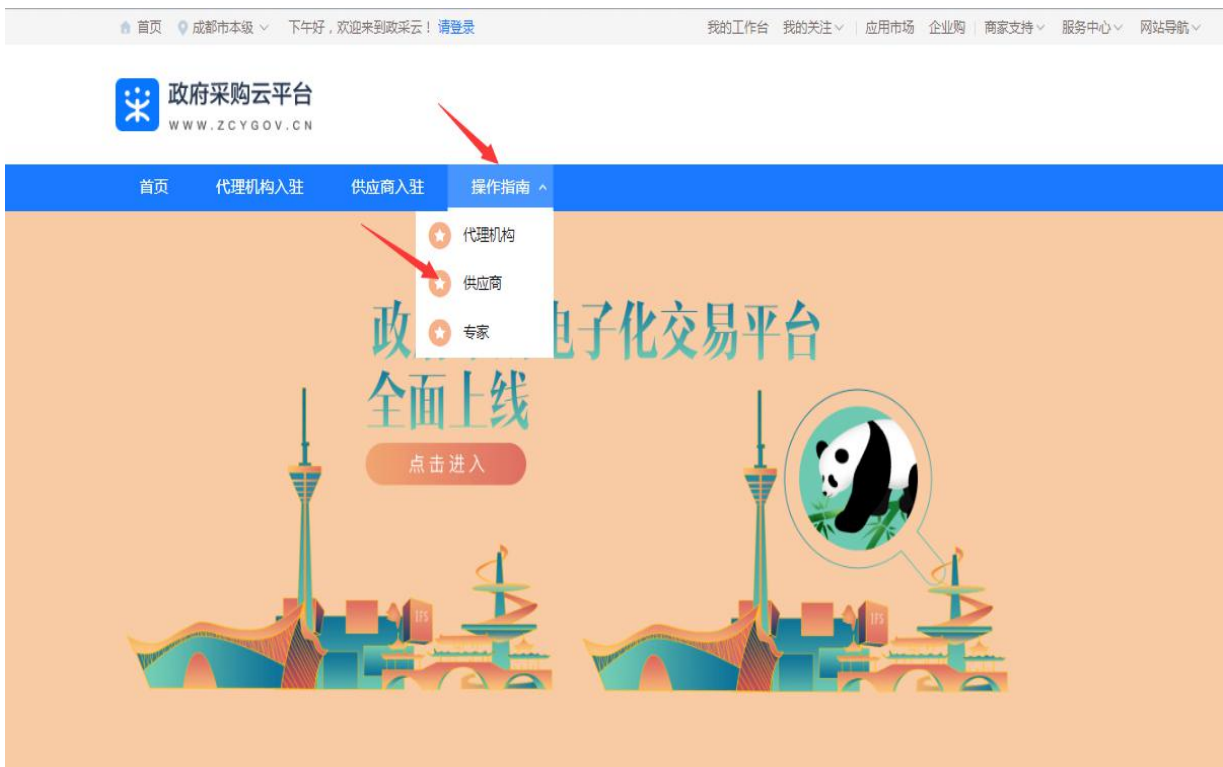 首页 成都市本级 下午好，欢迎来到政采云！请登录 我的工作台 我的关注 应用市场 企业购 商家支持 服务中心 网站导航
政府采购云平台
WWW.ZCYGOV.CN
首页 代理机构入驻 供应商入驻 操作指南
代理机构
供应商
专家
政 电子化交易平台
全面上线
点击进入
IFS
IFS